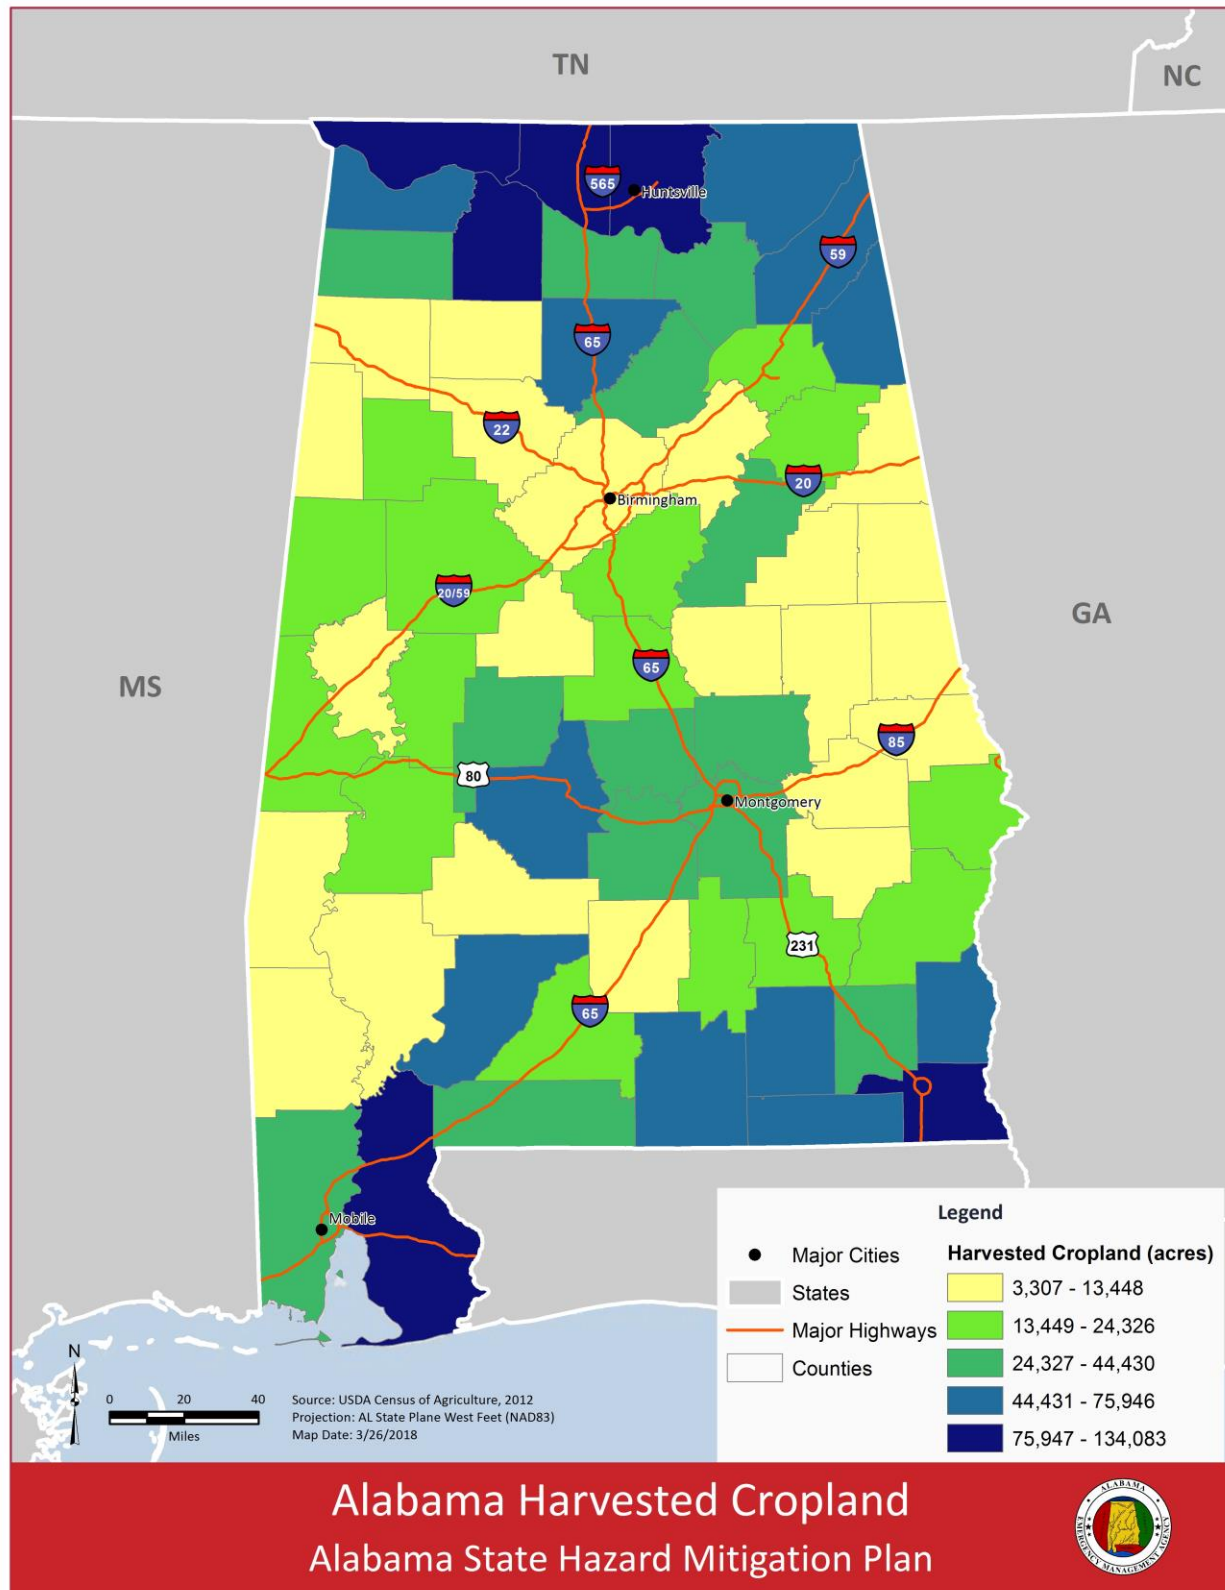 TN
NC
565
Huntsville
59
65
22
20
Birmingham
20/59
GA
65
MS
85
80
Montgomery
231
65
Mobile
Legend
Major Cities
States
Major Highways
Counties
Harvested Cropland (acres)
3,307 - 13,448
13,449 - 24,326
24,327 - 44,430
44,431 - 75,946
75,947 - 134,083
N
0 20 40
Miles
Source: USDA Census of Agriculture, 2012
Projection: AL State Plane West Feet (NAD83)
Map Date: 3/26/2018
Alabama Harvested Cropland
Alabama State Hazard Mitigation Plan
ALABAMA
EMERGENCY MANAGEMENT AGENCY